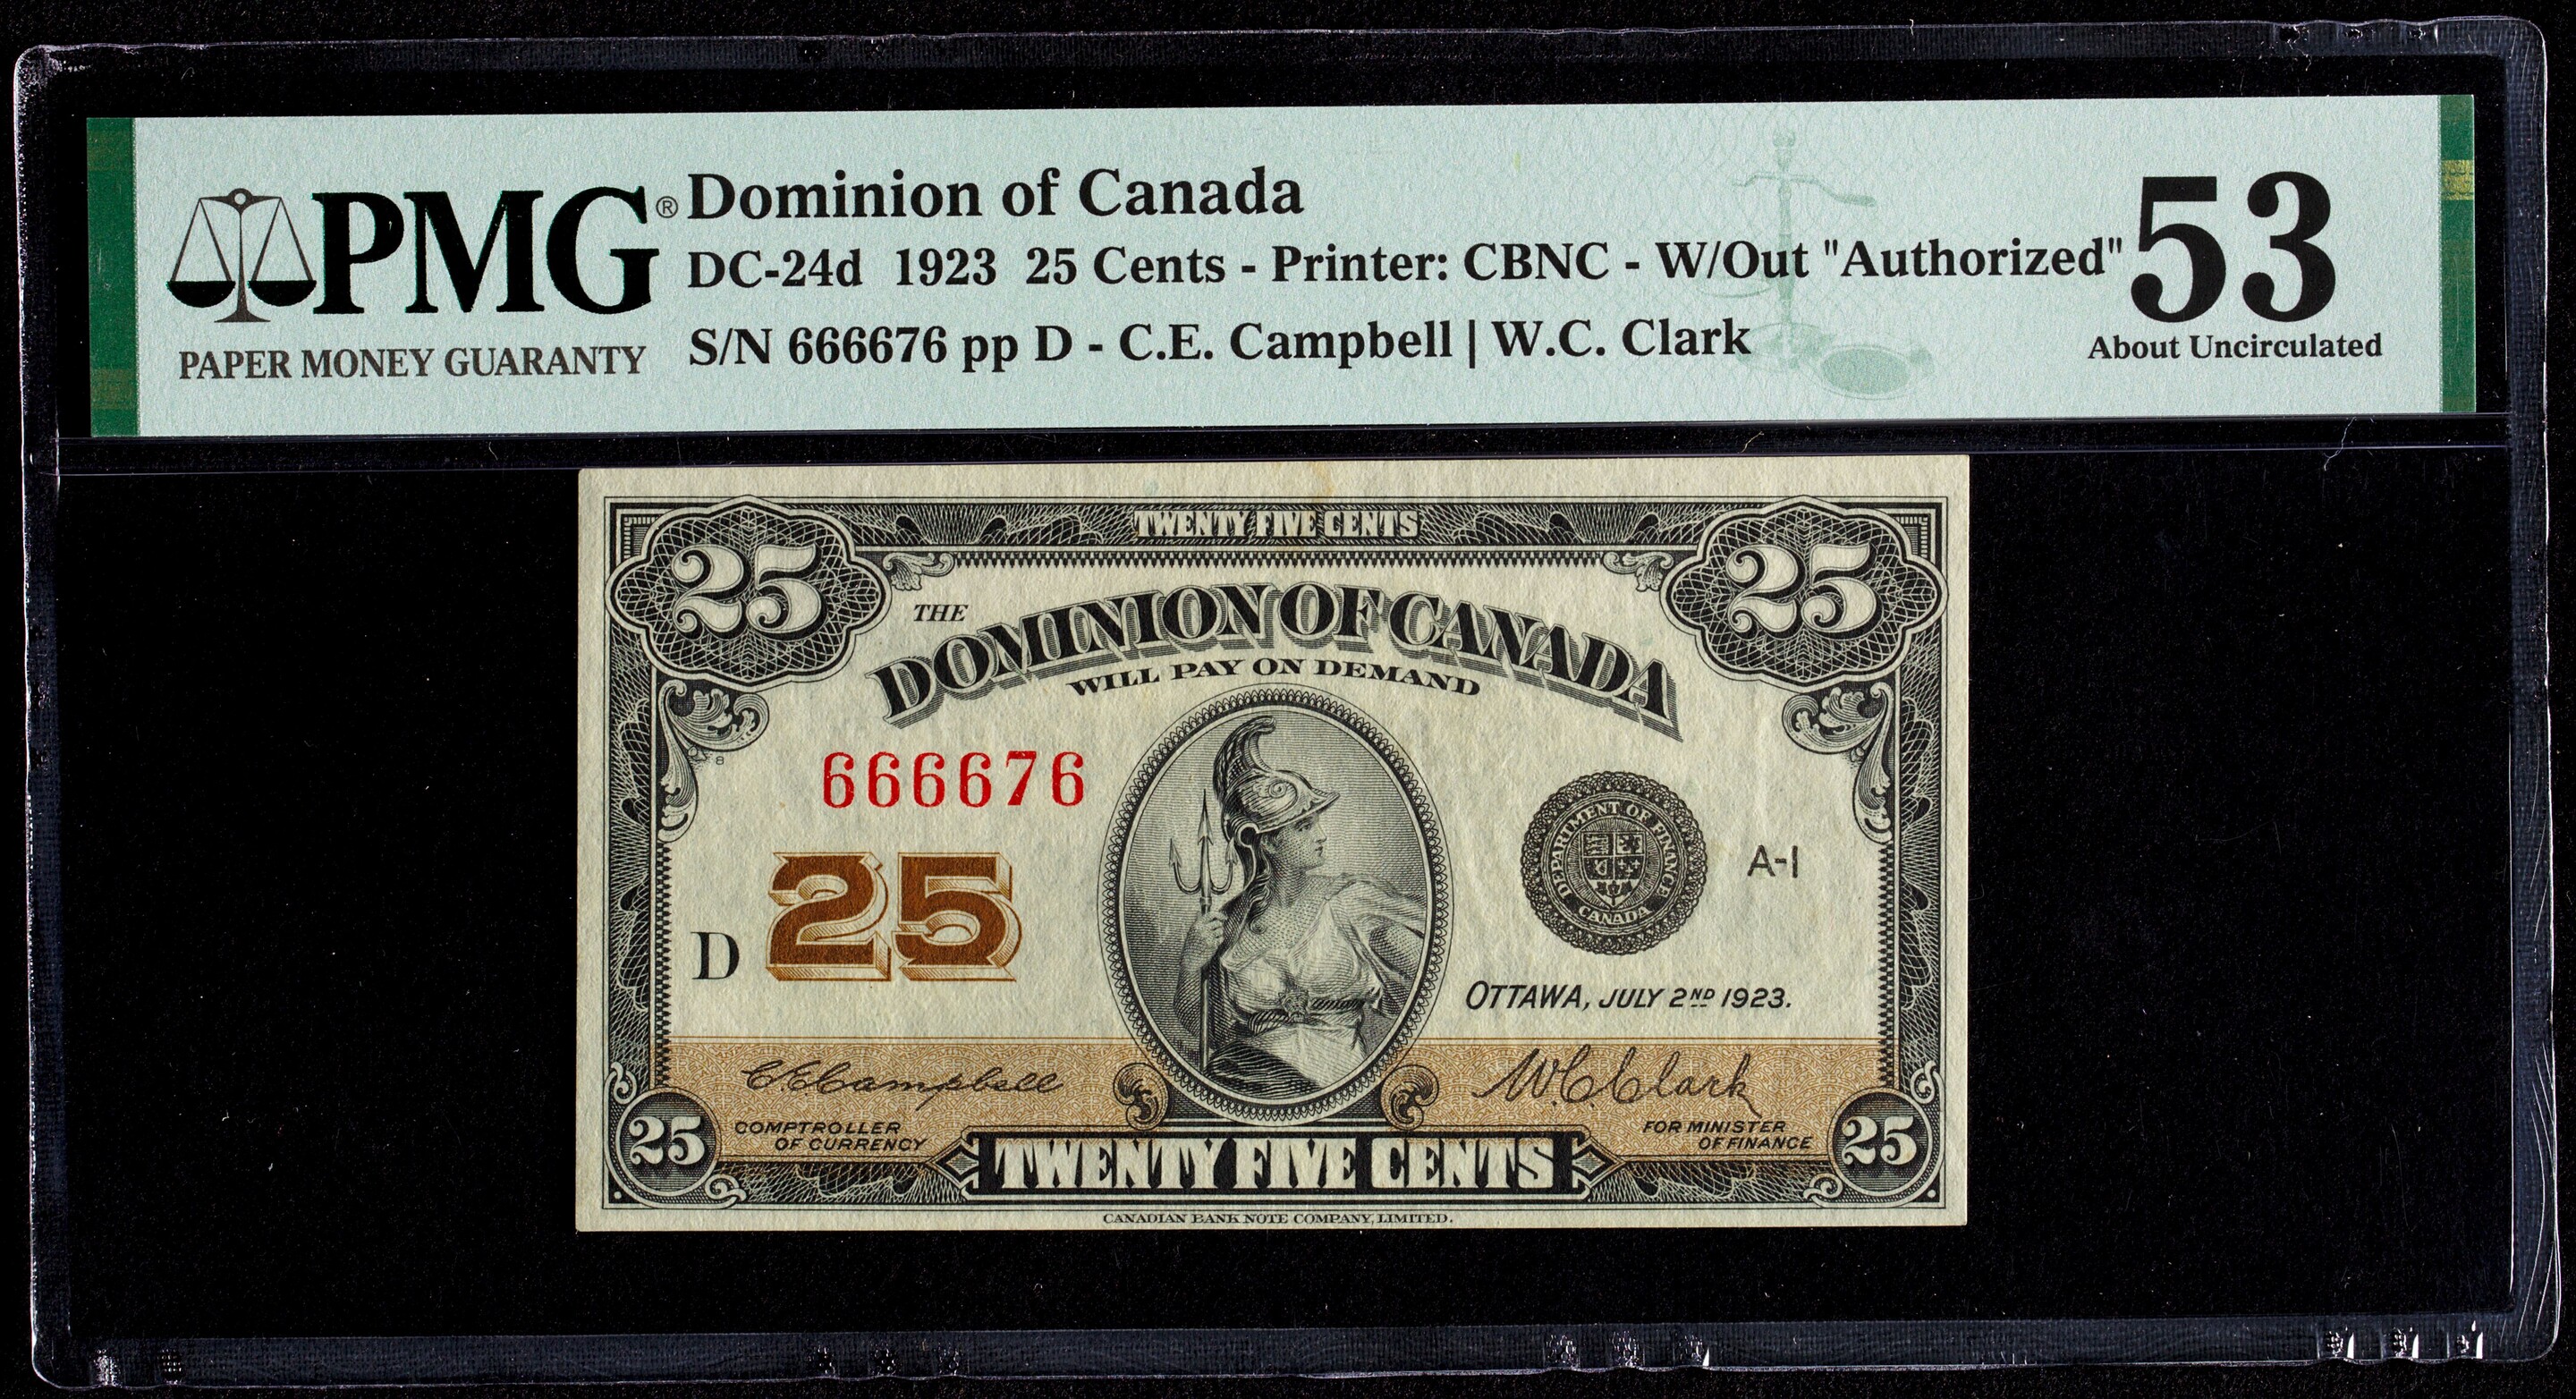 PMG®
PAPER MONEY GUARANTY
Dominion of Canada
DC-24d 1923 25 Cents - Printer: CBNC - W/Out "Authorized"
S/N 666676 pp D - C.E. Campbell | W.C. Clark
53
About Uncirculated
TWENTY FIVE CENTS
25
25
THE
DOMINION OF CANADA
WILL PAY ON DEMAND
8
666676
DEPARTMENT OF FINANCE
CANADA
A-1
D
25
OTTAWA, JULY 2ND 1923.
C.E.Campbell
W.C.Clark
25
COMPTROLLER
OF CURRENCY
FOR MINISTER
OF FINANCE
25
TWENTY FIVE CENTS
CANADIAN BANK NOTE COMPANY, LIMITED.